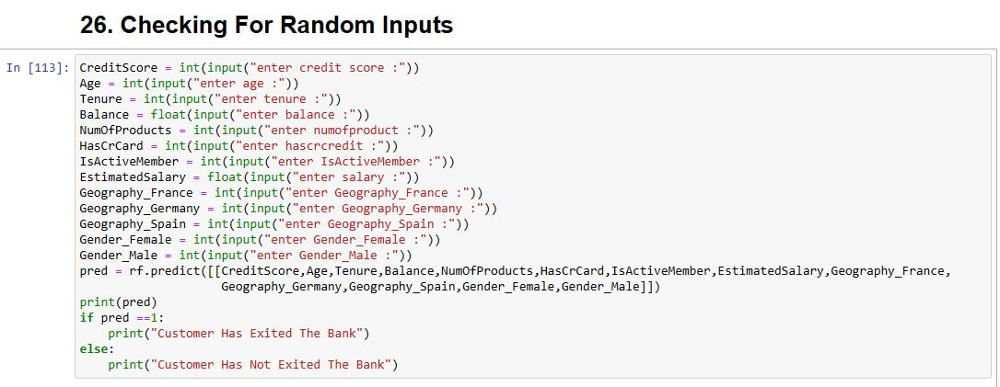 26. Checking For Random Inputs
In [113]: CreditScore = int(input("enter credit score :"))
Age = int(input("enter age :"))
Tenure = int(input("enter tenure :"))
Balance = float(input("enter balance :"))
NumOfProducts = int(input("enter numofproduct :"))
HasCrCard = int(input("enter hascrcredit :"))
IsActiveMember = int(input("enter IsActiveMember :"))
EstimatedSalary = float(input("enter salary :"))
Geography_France = int(input("enter Geography_France :"))
Geography_Germany = int(input("enter Geography_Germany :"))
Geography_Spain = int(input("enter Geography_Spain :"))
Gender_Female = int(input("enter Gender_Female :"))
Gender_Male = int(input("enter Gender_Male :"))
pred = rf.predict([[CreditScore,Age,Tenure,Balance,NumOfProducts,HasCrCard,IsActiveMember,EstimatedSalary,Geography_France,
Geography_Germany,Geography_Spain,Gender_Female,Gender_Male]])
print(pred)
if pred ==1:
print("Customer Has Exited The Bank")
else:
print("Customer Has Not Exited The Bank")